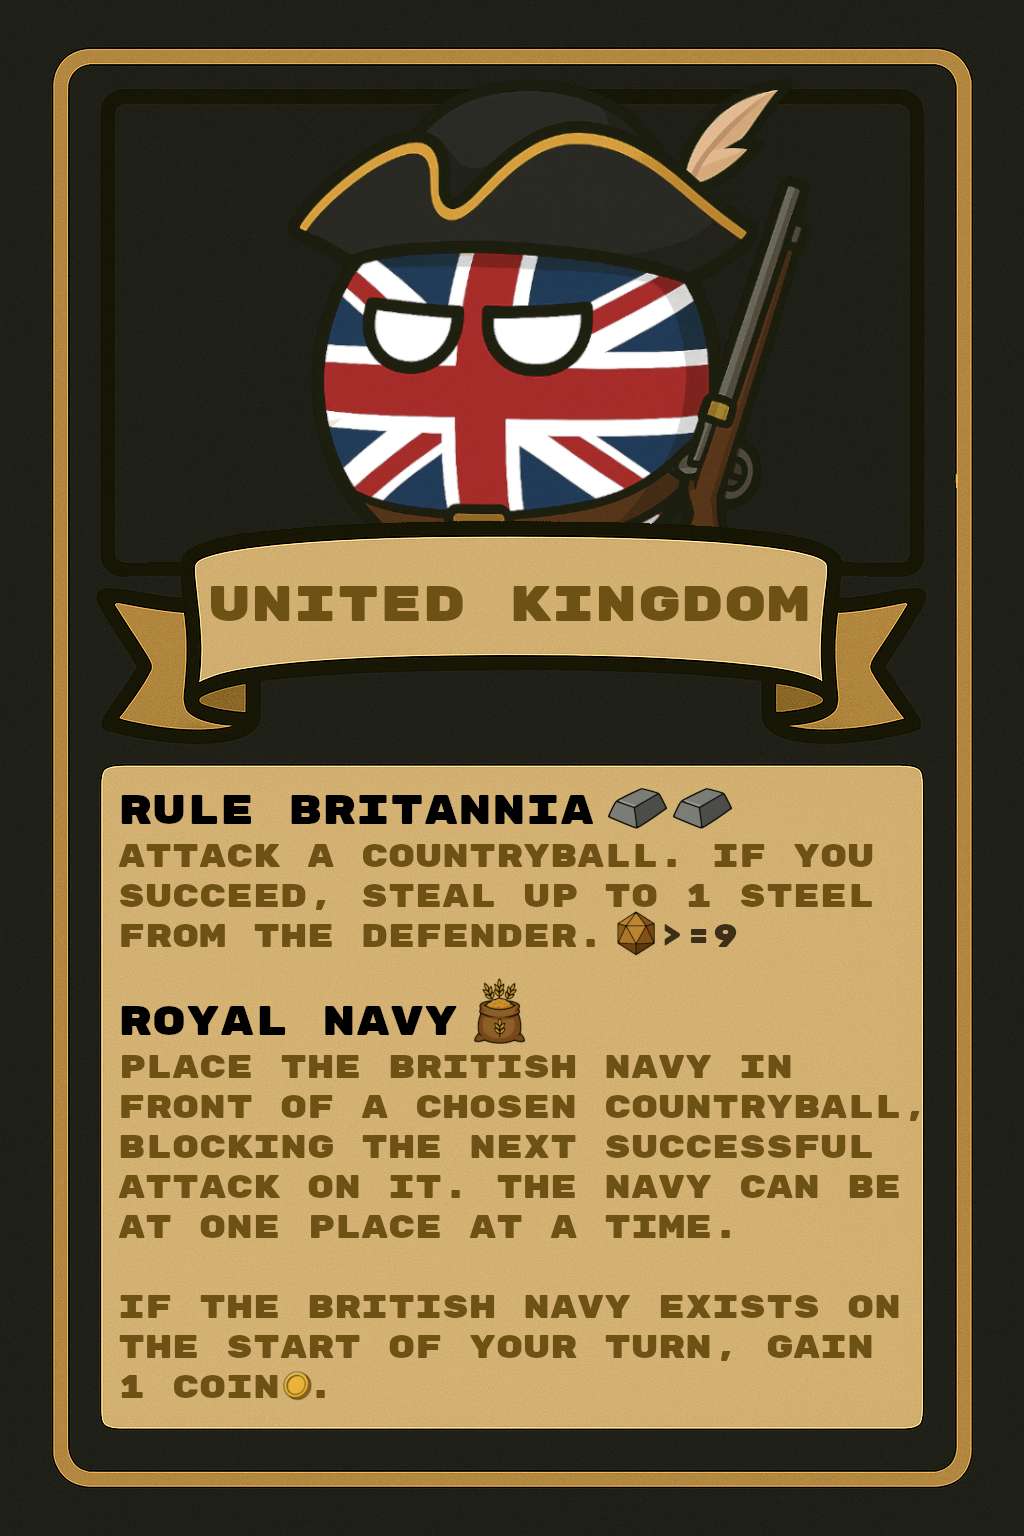 UNITED KINGDOM
RULE BRITANNIA
ATTACK A COUNTRYBALL. IF YOU
SUCCEED, STEAL UP TO 1 STEEL
FROM THE DEFENDER. >=9
ROYAL NAVY
PLACE THE BRITISH NAVY IN
FRONT OF A CHOSEN COUNTRYBALL,
BLOCKING THE NEXT SUCCESSFUL
ATTACK ON IT. THE NAVY CAN BE
AT ONE PLACE AT A TIME.
IF THE BRITISH NAVY EXISTS ON
THE START OF YOUR TURN, GAIN
1 COIN.